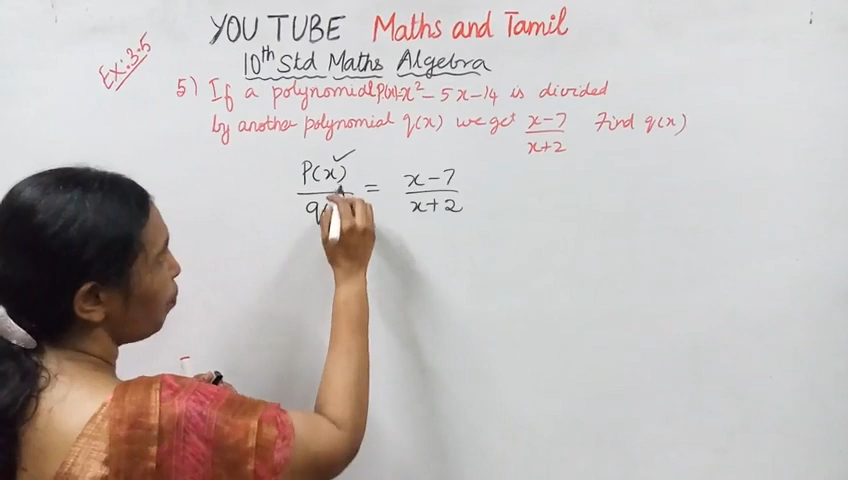 YOU TUBE Maths and Tamil
Ex:3.5
10th Std Maths Algebra
5) If a polynomial P(x)=x² - 5x-14 is divided
by another polynomial q(x) we get x-7
x+2 Find q(x)
P(x) = x-7
q x+2